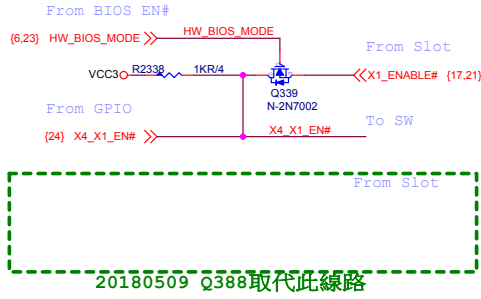 From BIOS EN#
{6,23} HW_BIOS_MODE HW_BIOS_MODE
From Slot
VCC3 R2338 1KR/4
X1_ENABLE# {17,21}
Q339
N-2N7002
From GPIO
To SW
{24} X4_X1_EN# X4_X1_EN#
From Slot
20180509 Q388取代此線路